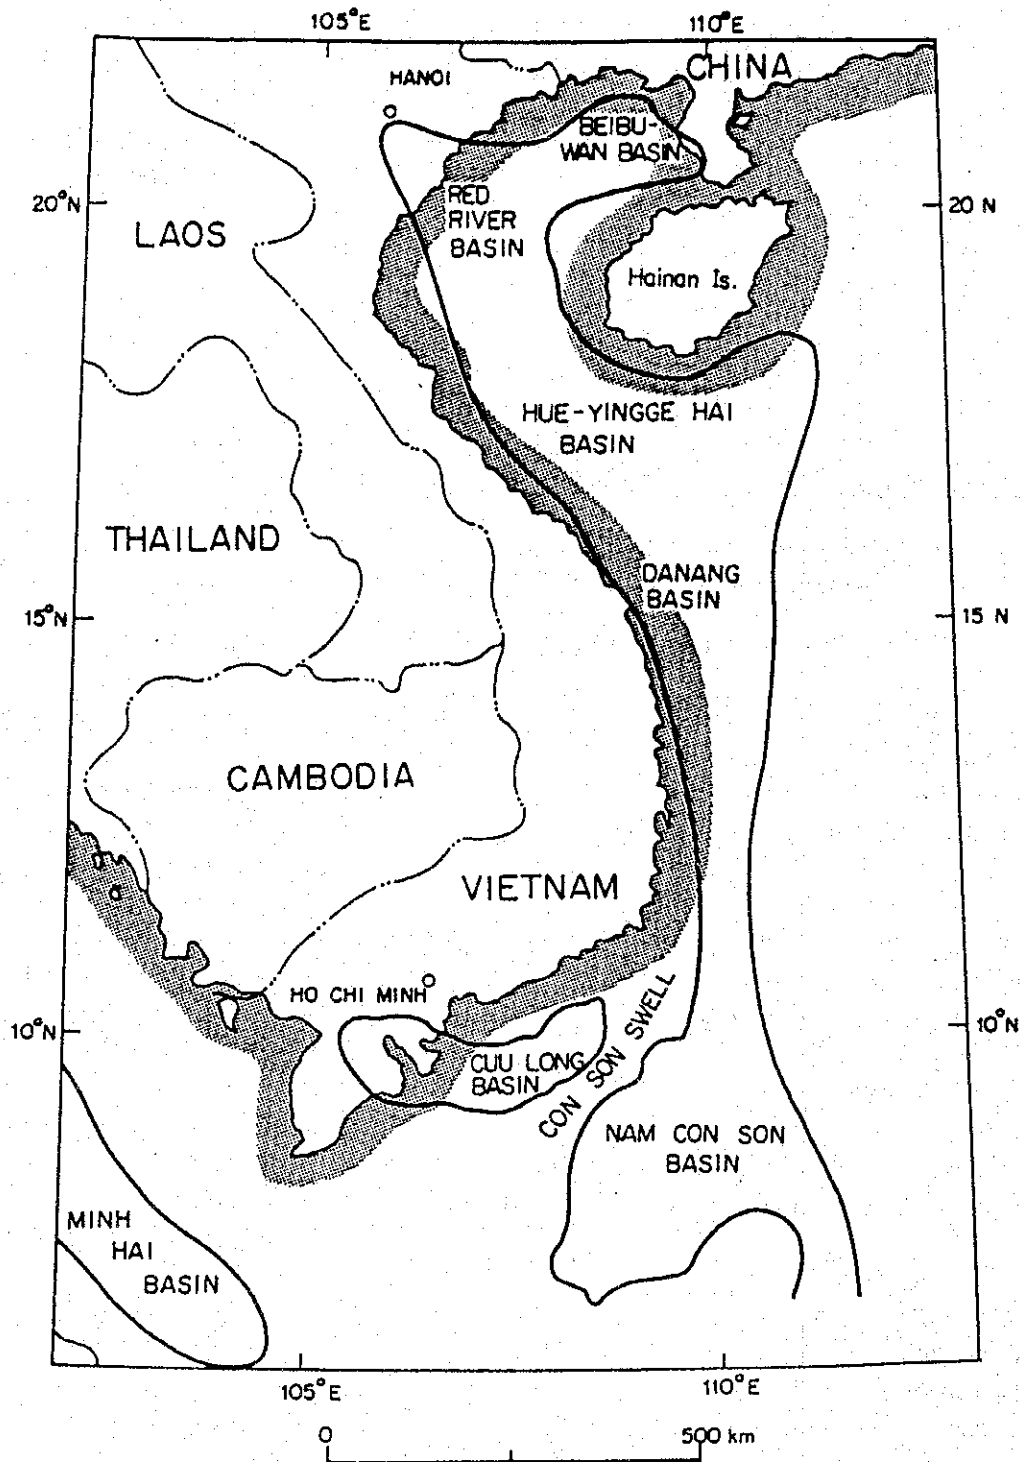 105°E
110°E
CHINA
HANOI
BEIBU-
WAN BASIN
RED
RIVER
BASIN
20°N
20 N
LAOS
Hainan Is.
HUE-YINGGE HAI
BASIN
THAILAND
DANANG
BASIN
15°N
15 N
CAMBODIA
VIETNAM
HO CHI MINH
CON SON SWELL
10°N
10°N
CUU LONG
BASIN
NAM CON SON
BASIN
MINH
HAI
BASIN
105°E
110°E
0
500 km